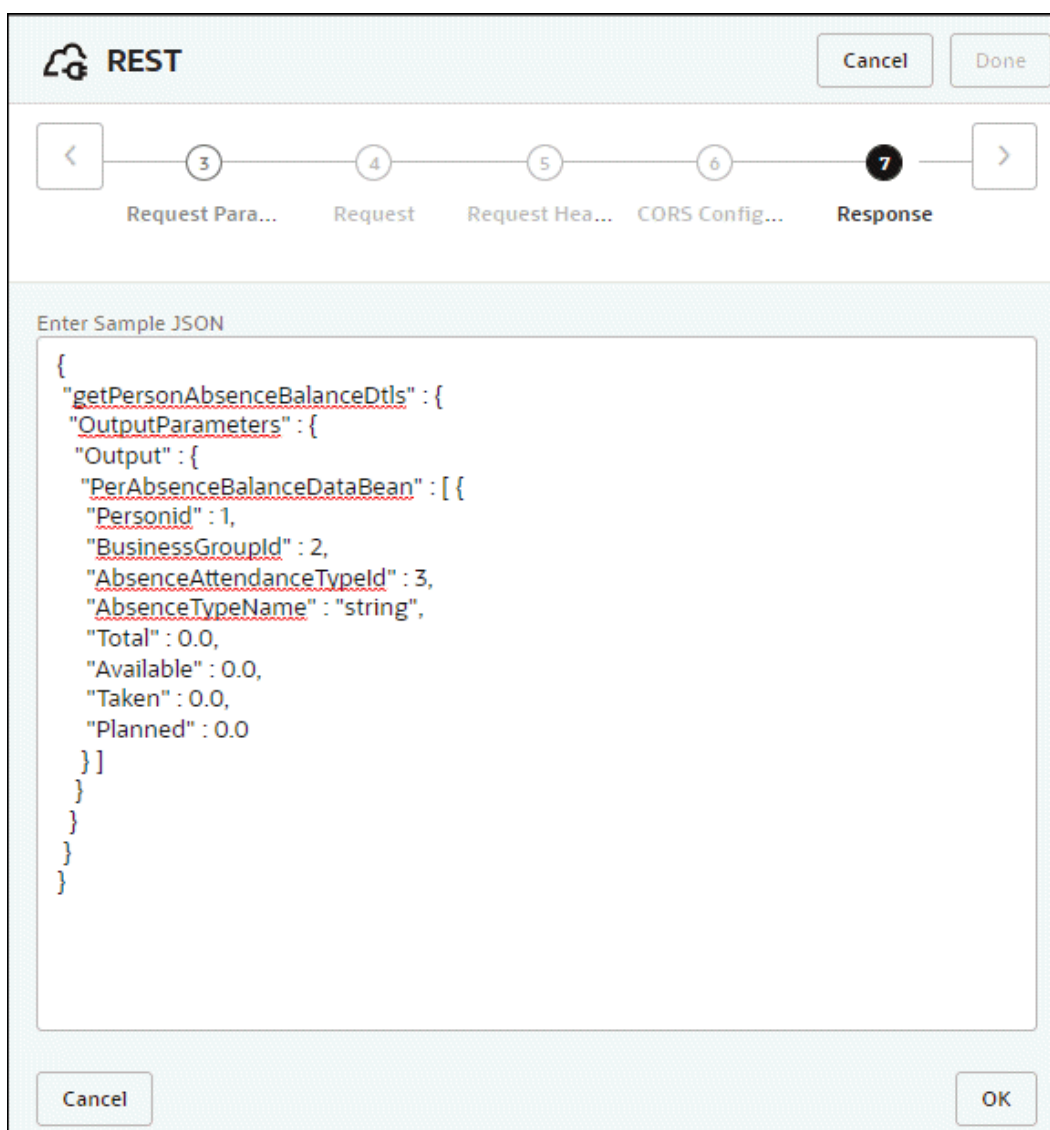 REST
Cancel
Done
3
4
5
6
7
Request Para...
Request
Request Hea...
CORS Config...
Response
Enter Sample JSON
{
"getPersonAbsenceBalanceDtls" : {
"OutputParameters" : {
"Output" : {
"PerAbsenceBalanceDataBean" : [ {
"Personid" : 1,
"BusinessGroupId" : 2,
"AbsenceAttendanceTypeId" : 3,
"AbsenceTypeName" : "string",
"Total" : 0.0,
"Available" : 0.0,
"Taken" : 0.0,
"Planned" : 0.0
} ]
}
}
}
}
Cancel
OK